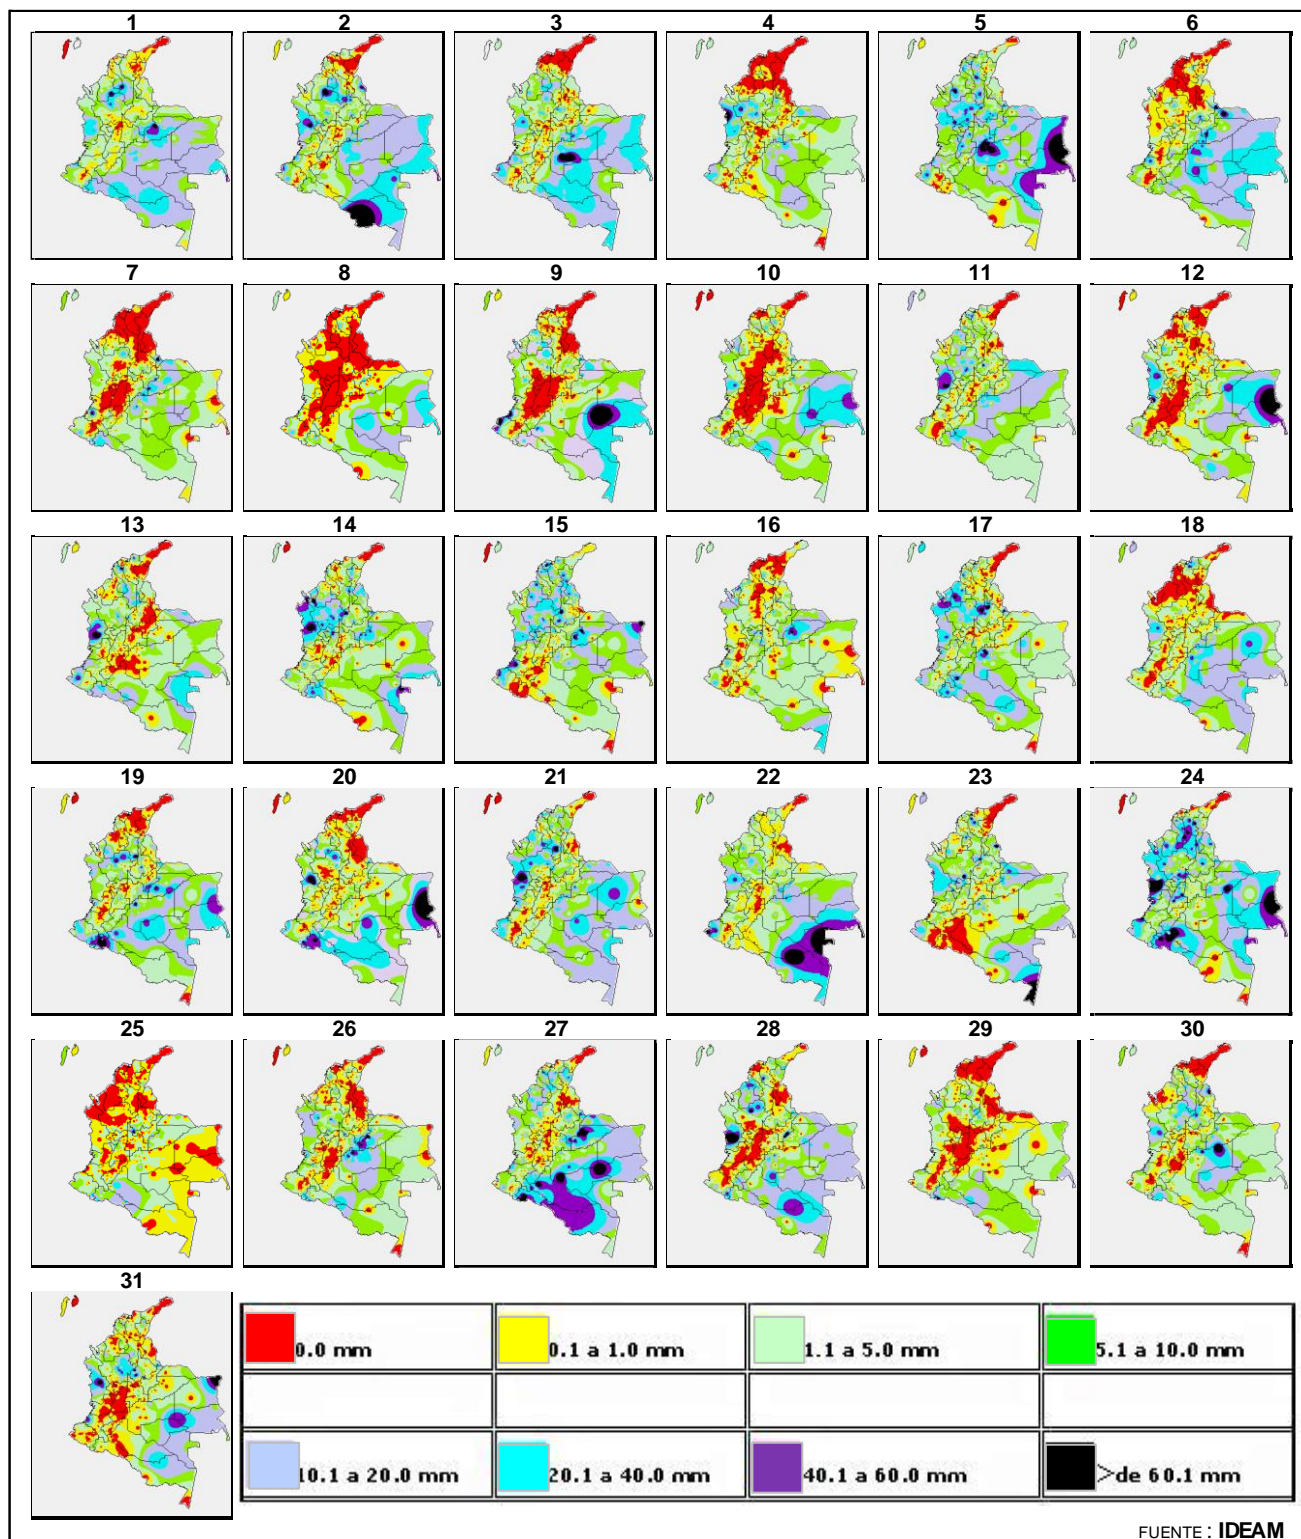 1 2 3 4 5 6
7 8 9 10 11 12
13 14 15 16 17 18
19 20 21 22 23 24
25 26 27 28 29 30
31
0.0 mm 0.1 a 1.0 mm 1.1 a 5.0 mm 5.1 a 10.0 mm
10.1 a 20.0 mm 20.1 a 40.0 mm 40.1 a 60.0 mm >de 60.1 mm
FUENTE : IDEAM